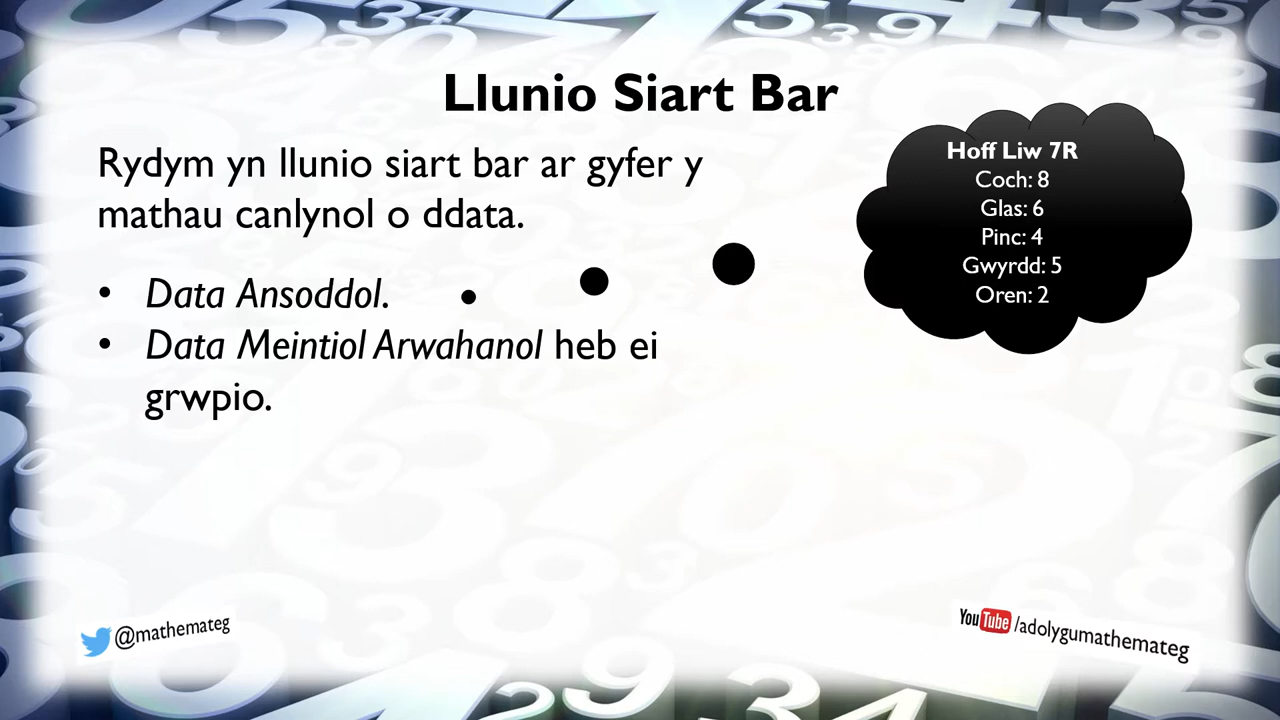 Llunio Siart Bar
Rydym yn llunio siart bar ar gyfer y
mathau canlynol o ddata.
• Data Ansoddol.
• Data Meintiol Arwahanol heb ei
grwpio.
Hoff Liw 7R
Coch: 8
Glas: 6
Pinc: 4
Gwyrdd: 5
Oren: 2
@mathemateg
YouTube /adolygumathemateg